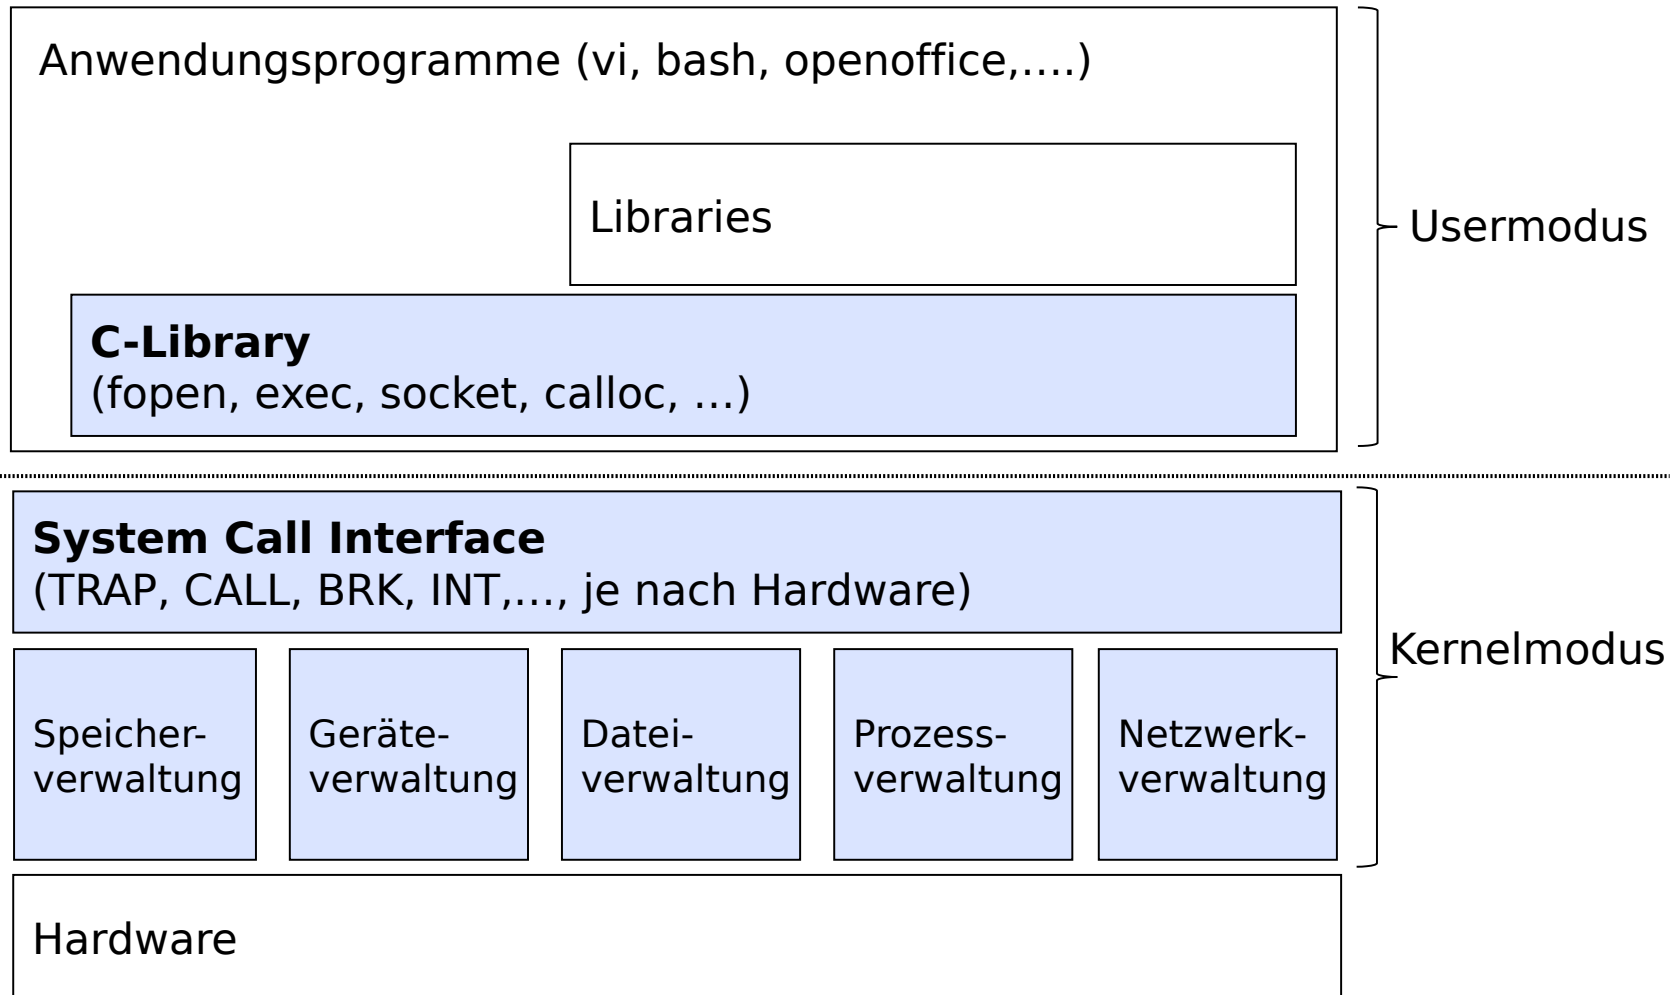 Anwendungsprogramme (vi, bash, openoffice,....)
Libraries
Usermodus
C-Library
(fopen, exec, socket, calloc, ...)
System Call Interface
(TRAP, CALL, BRK, INT,..., je nach Hardware)
Kernelmodus
Speicher-
verwaltung
Geräte-
verwaltung
Datei-
verwaltung
Prozess-
verwaltung
Netzwerk-
verwaltung
Hardware